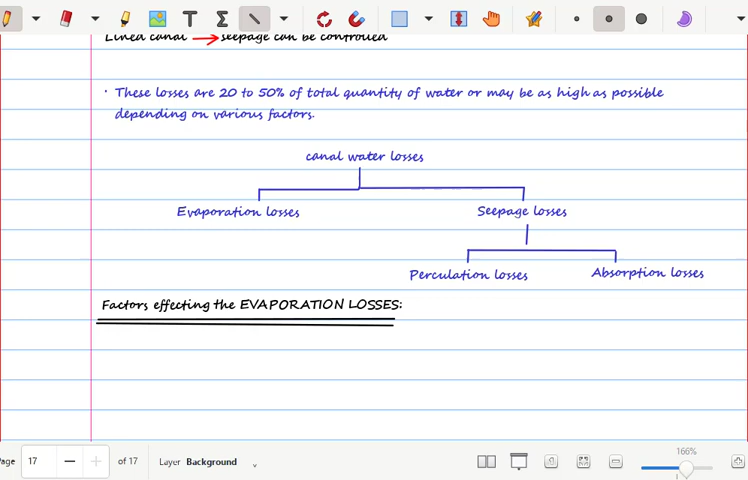 Lined canal → seepage can be controlled
· These losses are 20 to 50% of total quantity of water or may be as high as possible
depending on various factors.
canal water losses
Evaporation losses
Seepage losses
Perculation losses
Absorption losses
Factors effecting the EVAPORATION LOSSES:
Page 17 of 17 Layer Background
166%